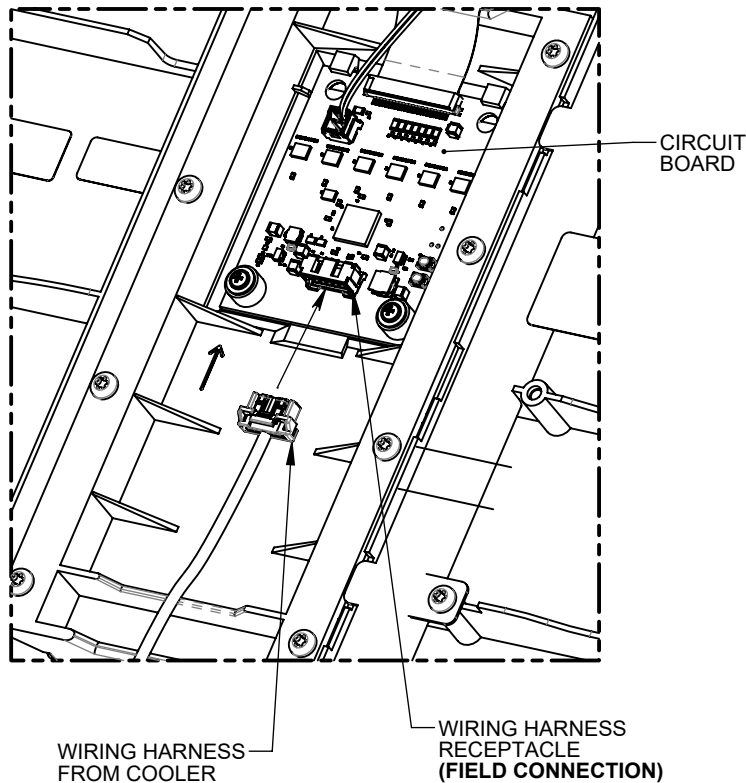 CIRCUIT
BOARD
WIRING HARNESS
FROM COOLER
WIRING HARNESS
RECEPTACLE
(FIELD CONNECTION)